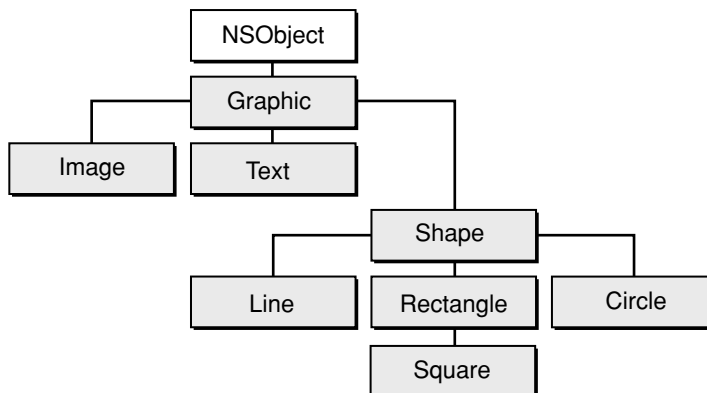 NSObject
Graphic
Image
Text
Shape
Line
Rectangle
Circle
Square